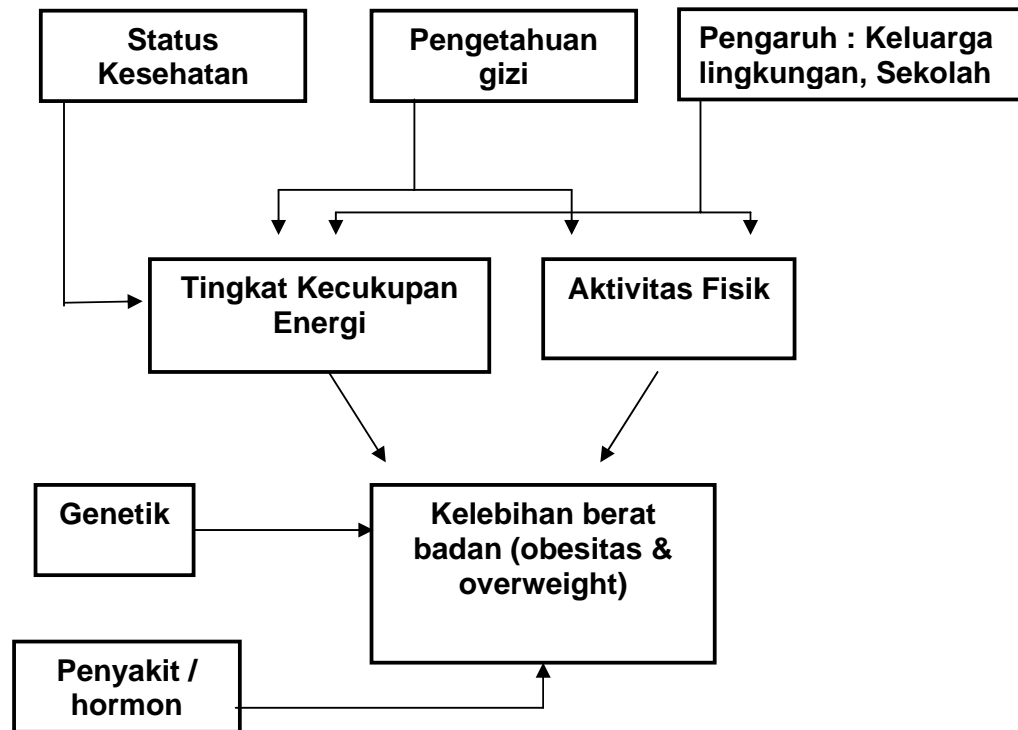 Status
Kesehatan
Pengetahuan
gizi
Pengaruh : Keluarga
lingkungan, Sekolah
Tingkat Kecukupan
Energi
Aktivitas Fisik
Genetik
Kelebihan berat
badan (obesitas &
overweight)
Penyakit /
hormon